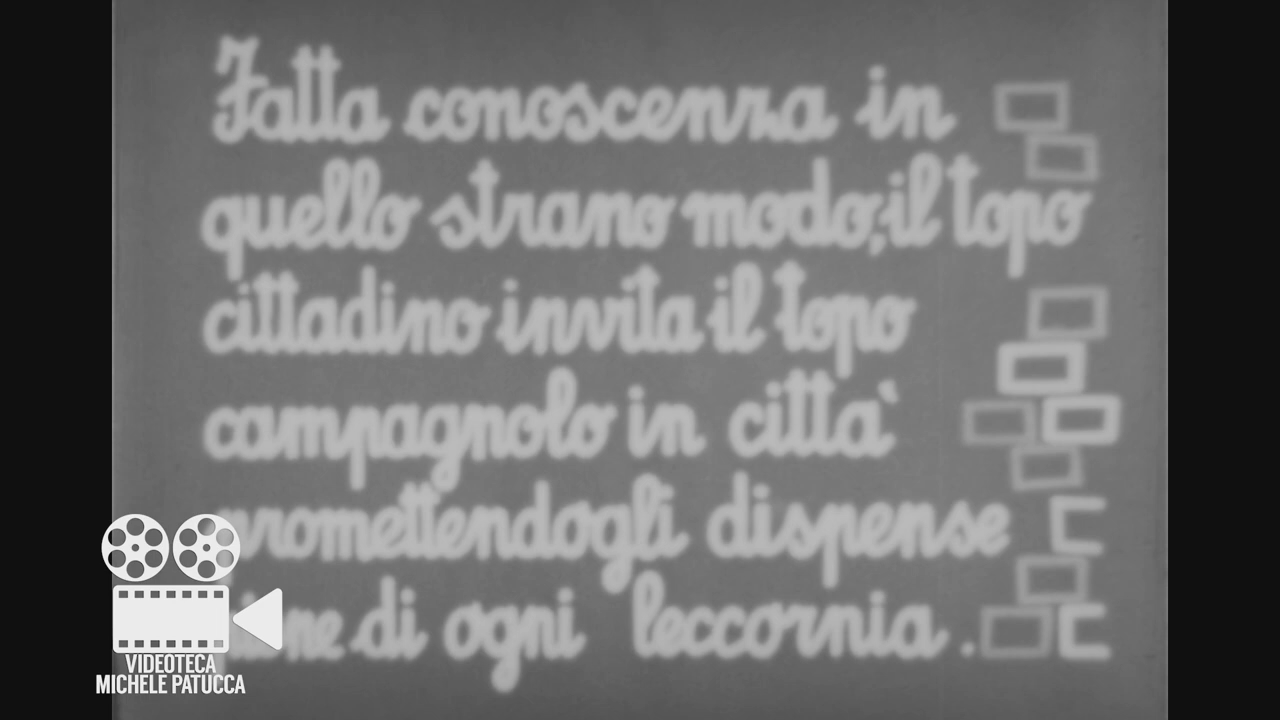 Fatta conoscenza in
quello strano modo, il topo
cittadino invita il topo
campagnolo in città
promettendogli dispense
di ogni leccornia.
VIDEOTECA
MICHELE PATUCCA